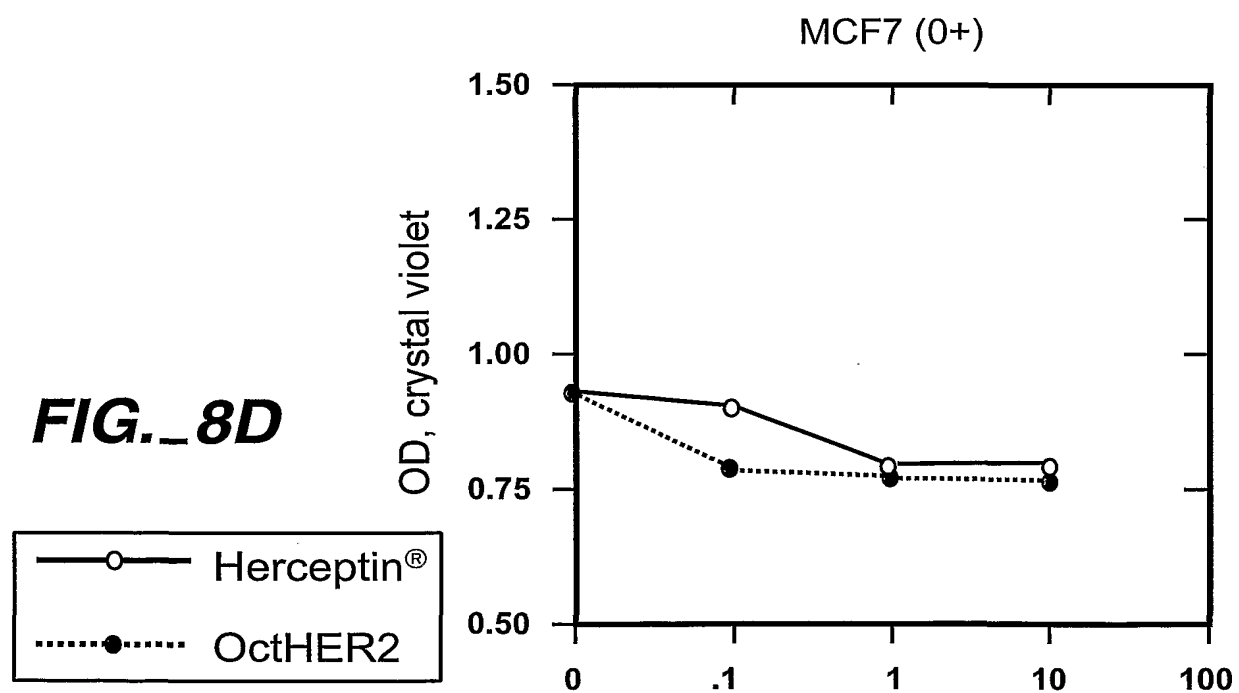 MCF7 (0+)
1.50
1.25
1.00
0.75
0.50
OD, crystal violet
0 .1 1 10 100
FIG._8D
Herceptin®
OctHER2